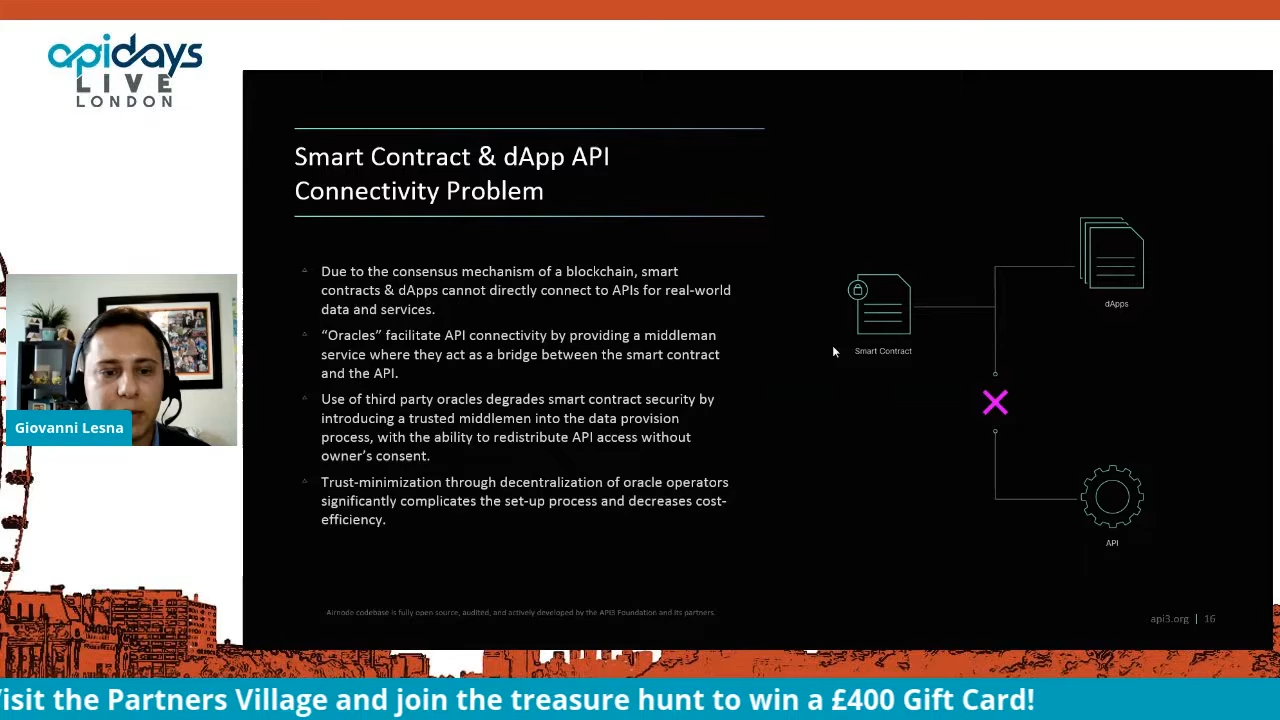 apidays
LIVE
LONDON
Smart Contract & dApp API
Connectivity Problem
Due to the consensus mechanism of a blockchain, smart
contracts & dApps cannot directly connect to APIs for real-world
data and services.
“Oracles” facilitate API connectivity by providing a middleman
service where they act as a bridge between the smart contract
and the API.
Use of third party oracles degrades smart contract security by
introducing a trusted middlemen into the data provision
process, with the ability to redistribute API access without
owner’s consent.
Trust-minimization through decentralization of oracle operators
significantly complicates the set-up process and decreases cost-
efficiency.
dApps
Smart Contract
API
Giovanni Lesna
Airnode codebase is fully open source, audited, and actively developed by the API3 Foundation and its partners.
api3.org | 16
isit the Partners Village and join the treasure hunt to win a £400 Gift Card!